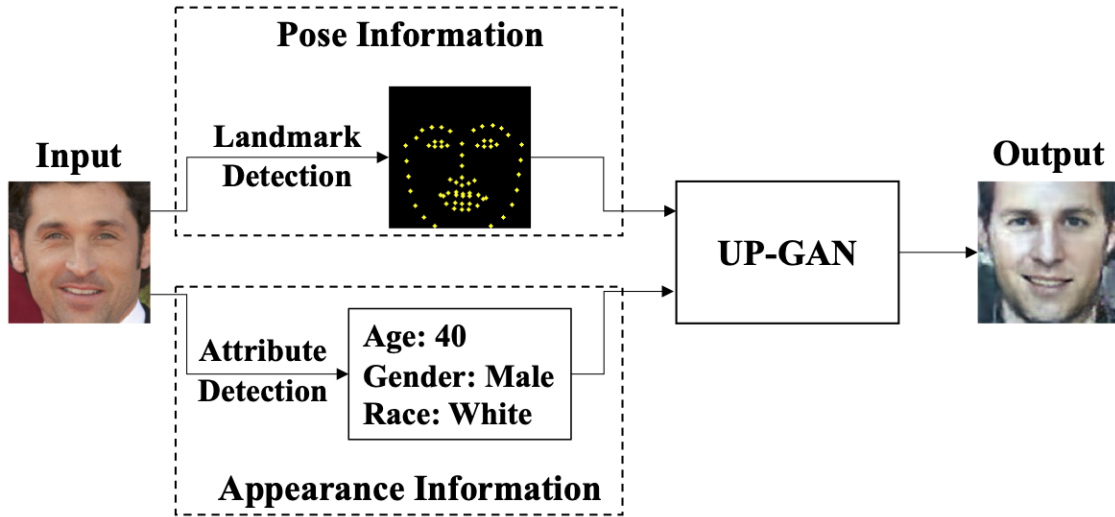 Pose Information
Landmark
Detection
Input
Output
UP-GAN
Attribute
Detection
Age: 40
Gender: Male
Race: White
Appearance Information